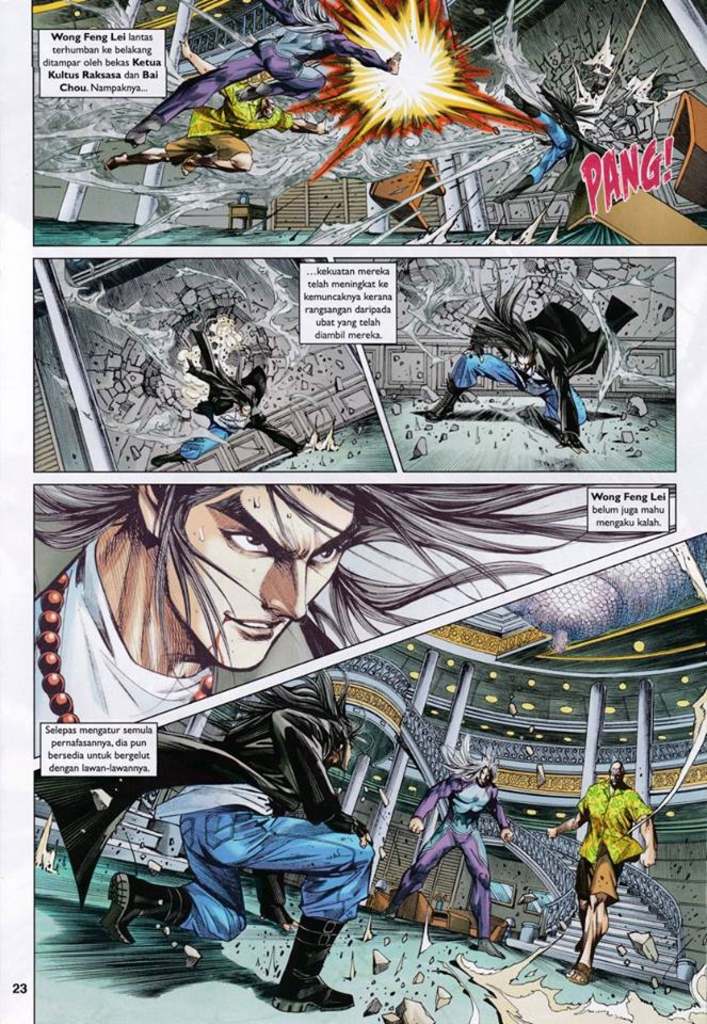 Wong Feng Lei lantas
terhumban ke belakang
ditampar oleh bekas Ketua
Kultus Raksasa dan Bai
Chou. Nampaknya...
PANG!
...kekuatan mereka
telah meningkat ke
kemuncaknya kerana
rangsangan daripada
ubat yang telah
diambil mereka.
Wong Feng Lei
belum juga mahu
mengaku kalah.
Selepas mengatur semula
pernafasannya, dia pun
bersedia untuk bergelut
dengan lawan-lawannya.
23